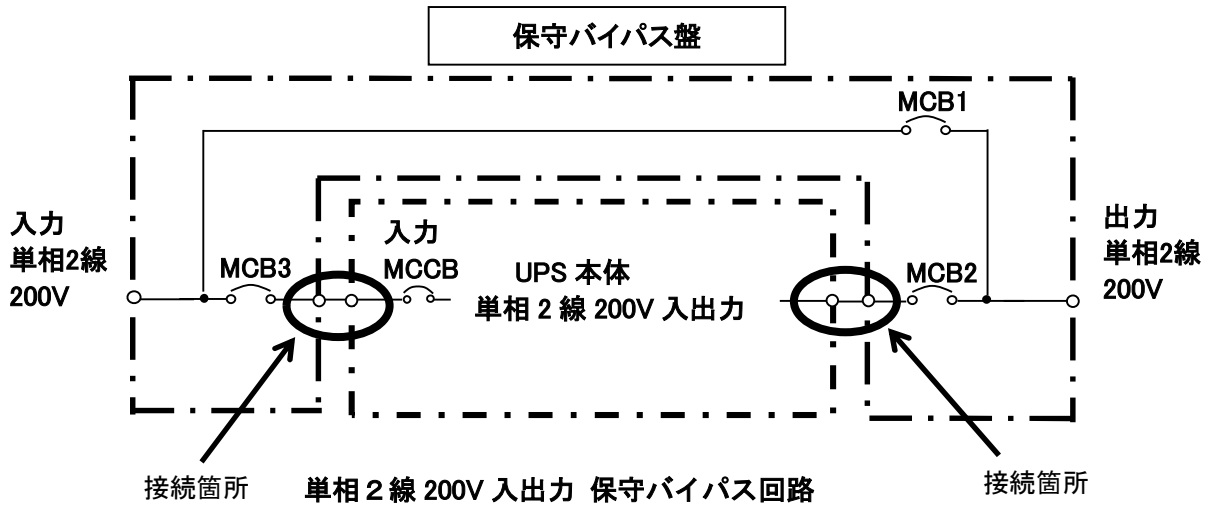 保守バイパス盤
MCB1
入力
単相2線
200V
MCB3
入力
MCCB
UPS 本体
単相 2 線 200V 入出力
MCB2
出力
単相2線
200V
接続箇所
単相 2 線 200V 入出力 保守バイパス回路
接続箇所